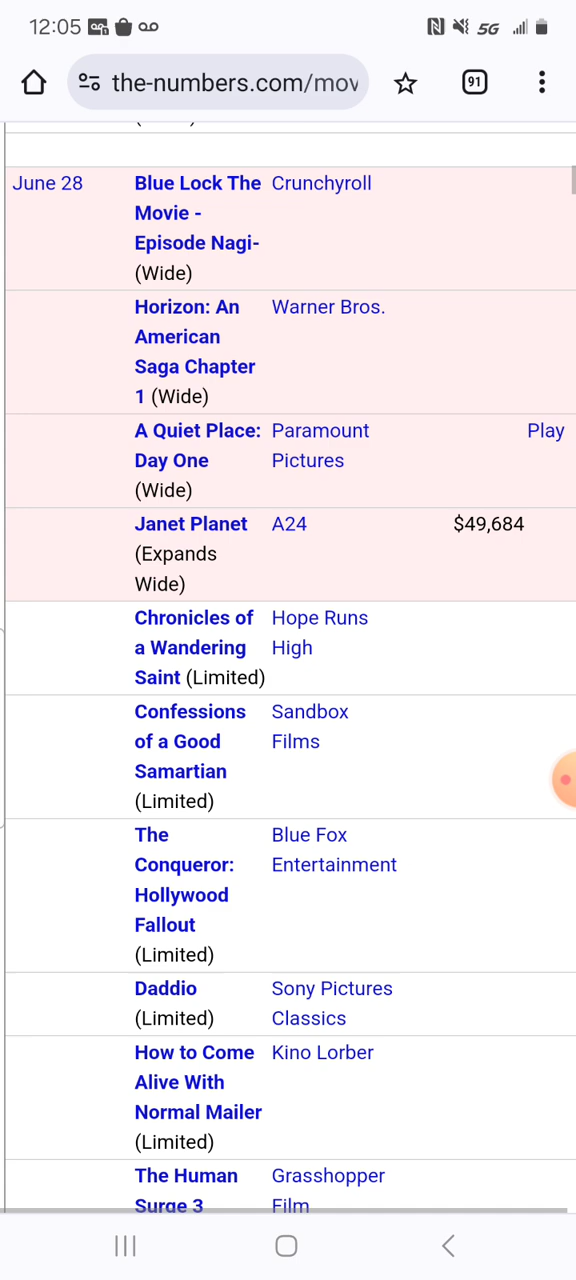 12:05
5G
91
the-numbers.com/mov
June 28
Blue Lock The
Movie -
Episode Nagi-
(Wide)
Crunchyroll
Horizon: An
American
Saga Chapter
1 (Wide)
Warner Bros.
A Quiet Place:
Day One
(Wide)
Paramount
Pictures
Play
Janet Planet
(Expands
Wide)
A24
$49,684
Chronicles of
a Wandering
Saint (Limited)
Hope Runs
High
Confessions
of a Good
Samartian
(Limited)
Sandbox
Films
The
Conqueror:
Hollywood
Fallout
(Limited)
Blue Fox
Entertainment
Daddio
(Limited)
Sony Pictures
Classics
How to Come
Alive With
Normal Mailer
(Limited)
Kino Lorber
The Human
Surge 3
Grasshopper
Film